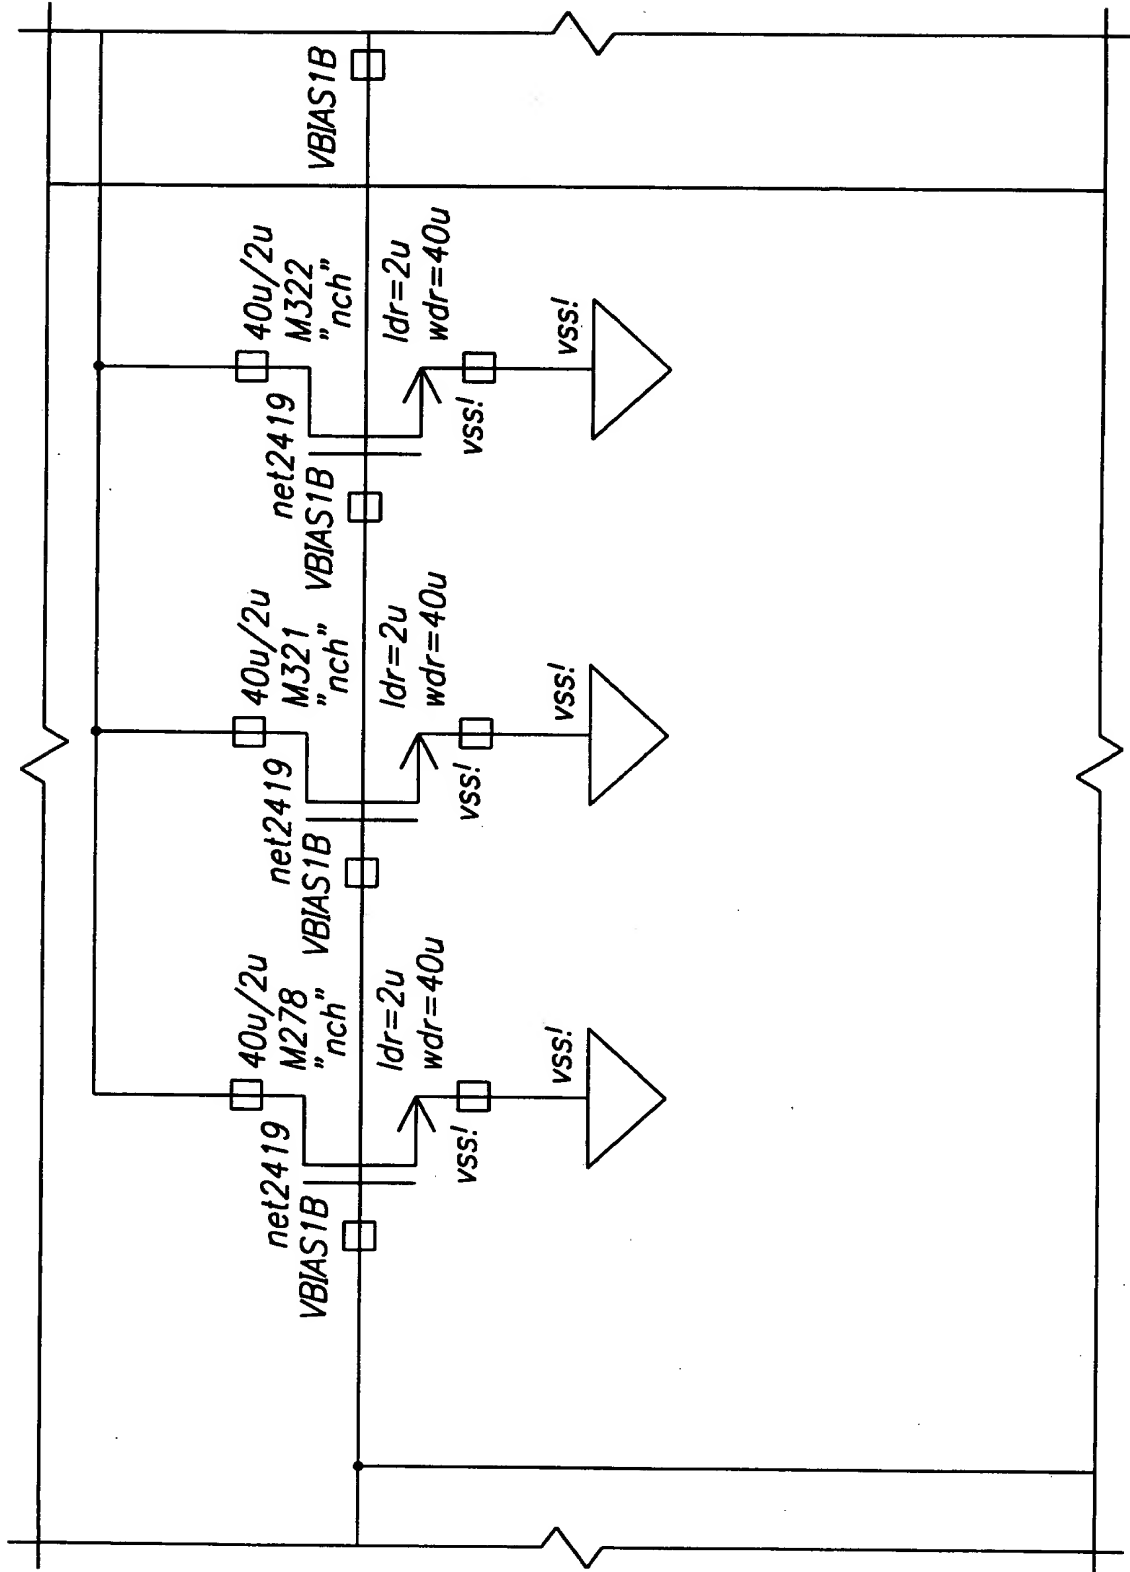 VBIAS1B
40u/2u
M322
"nch"
ldr=2u
wdr=40u
net2419
VBIAS1B
vss!
vss!
40u/2u
M321
"nch"
ldr=2u
wdr=40u
net2419
VBIAS1B
vss!
vss!
40u/2u
M278
"nch"
ldr=2u
wdr=40u
net2419
VBIAS1B
vss!
vss!